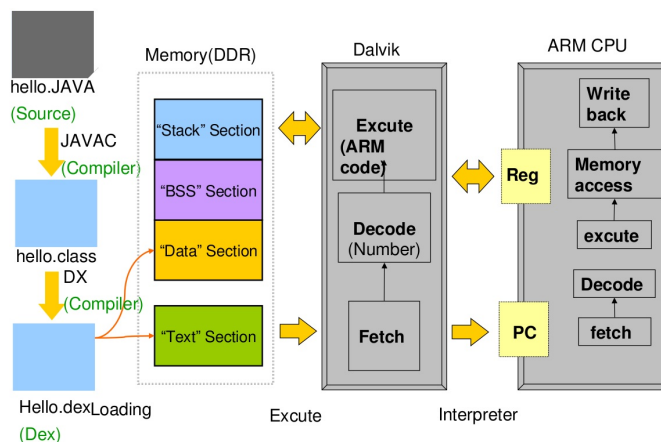 hello.JAVA
(Source)
JAVAC
(Compiler)
hello.class
DX
(Compiler)
Hello.dex
Loading
(Dex)
Memory(DDR)
“Stack” Section
“BSS” Section
“Data” Section
“Text” Section
Excute
Dalvik
Excute
(ARM
code)
Decode
(Number)
Fetch
Interpreter
ARM CPU
Reg
PC
Write
back
Memory
access
excute
Decode
fetch